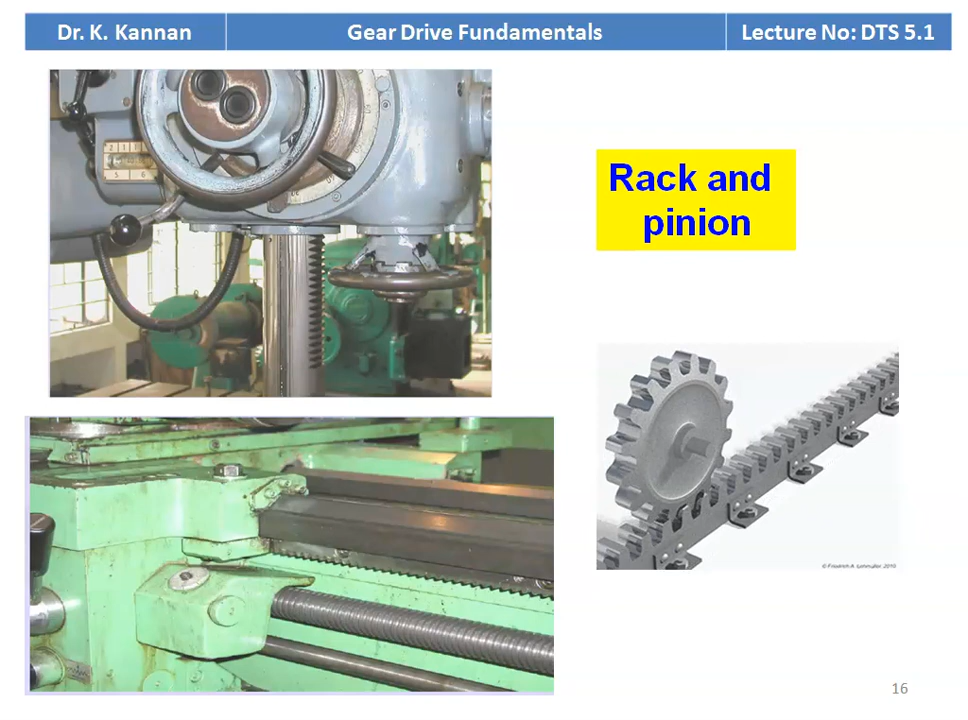 Dr. K. Kannan
Gear Drive Fundamentals
Lecture No: DTS 5.1
Rack and
pinion
16